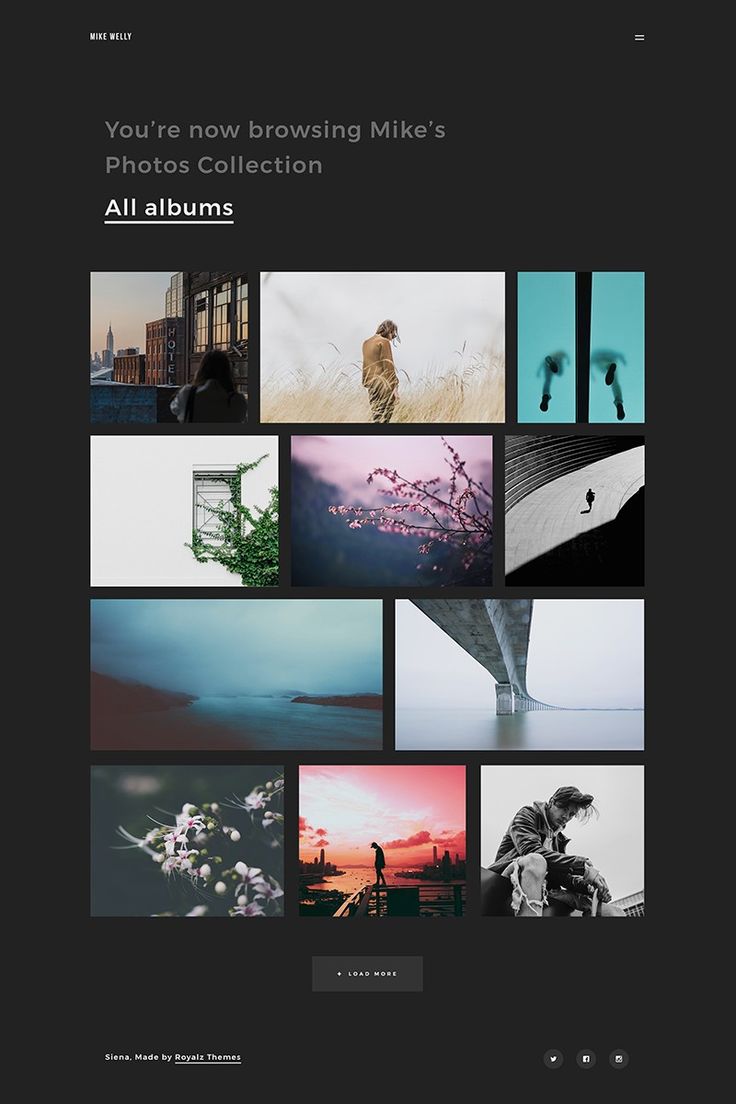 MIKE WELLY
You’re now browsing Mike’s
Photos Collection
All albums
HOTEL
+ LOAD MORE
Siena, Made by Royalz Themes